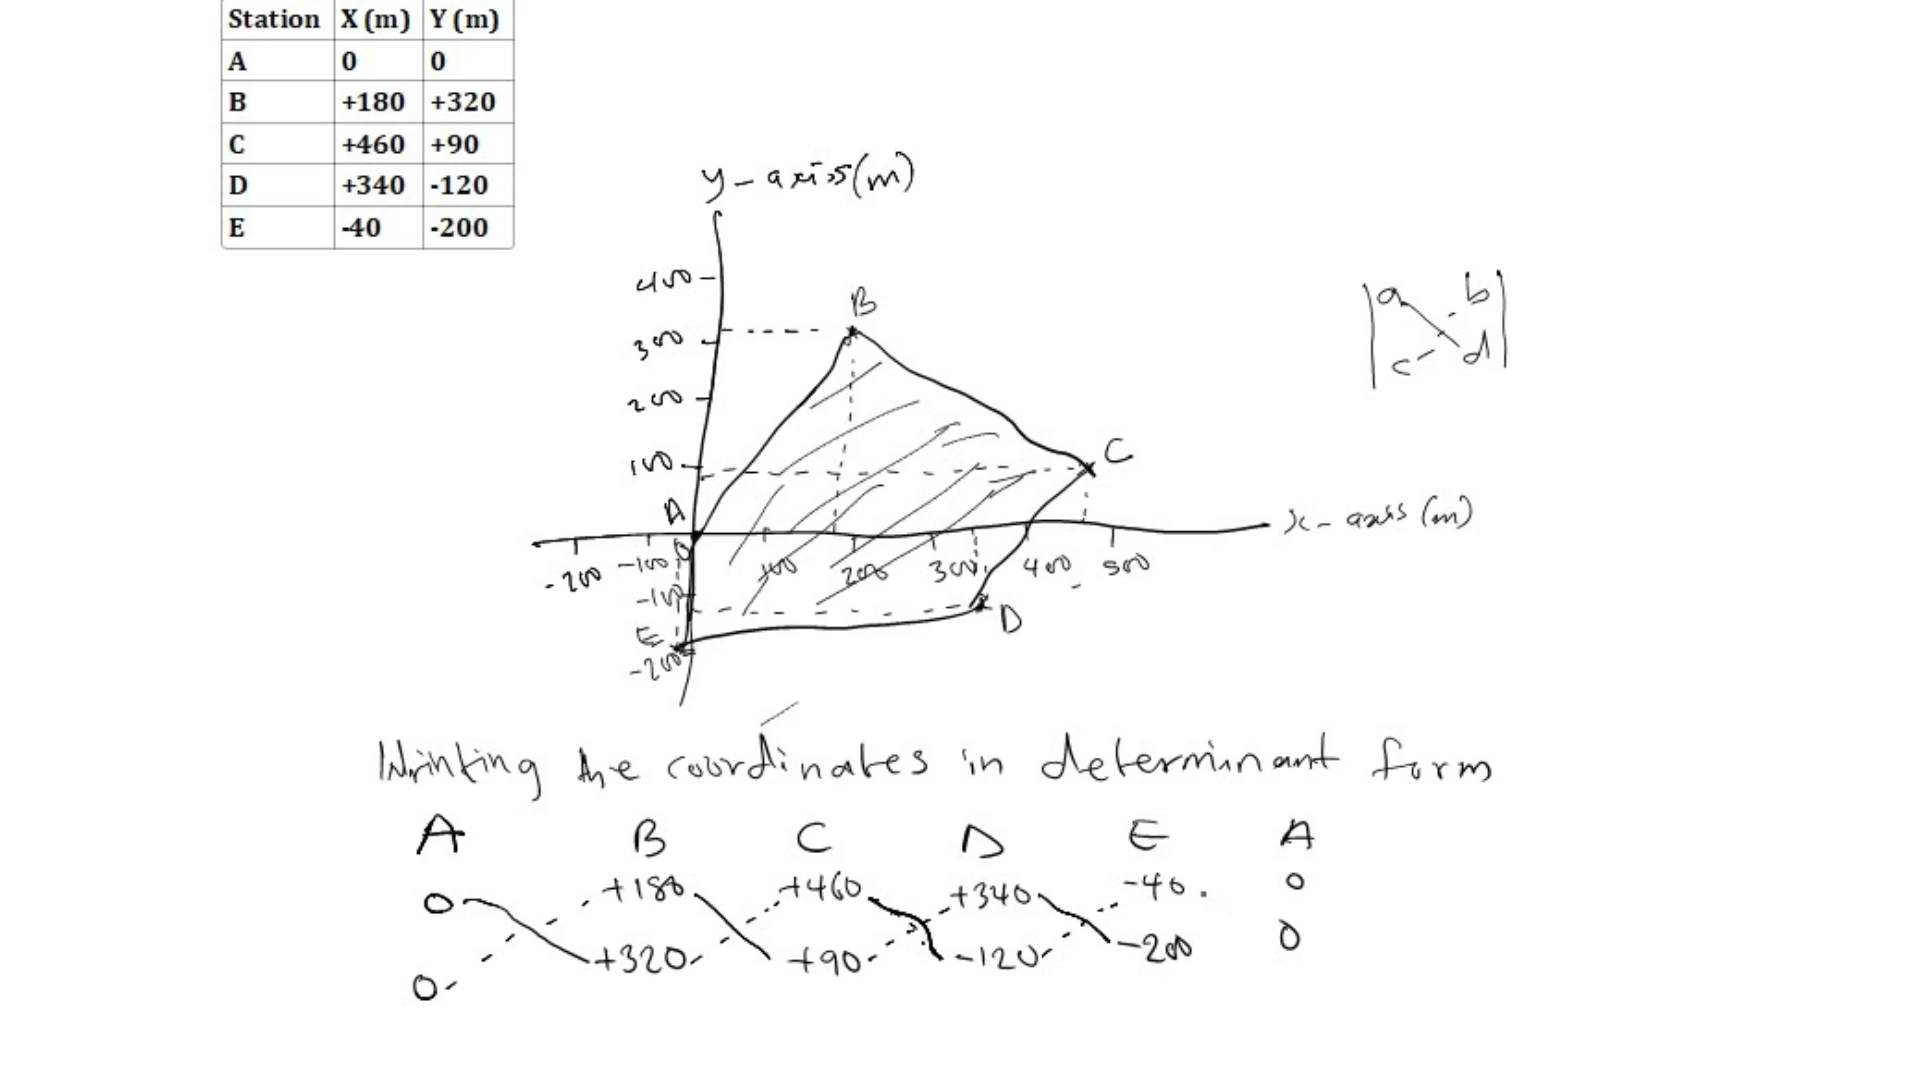 Station X (m) Y (m)
A 0 0
B +180 +320
C +460 +90
D +340 -120
E -40 -200
y-axis(m)
400
300
200
100
B
C
A
0
x-axis (m)
-200 -100 100 200 300 400 500
-100
E
-200
D
a b
c d
Writing the coordinates in determinant form
A B C D E A
0 +180 +460 +340 -40 0
0 +320 +90 -120 -200 0